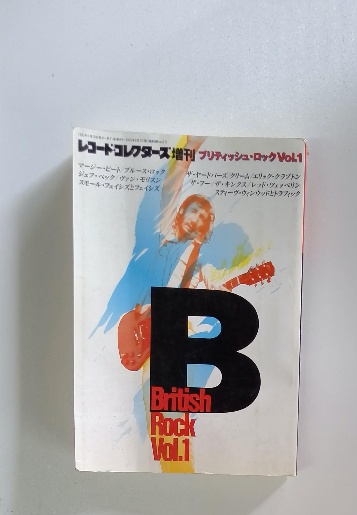 レコード・コレクターズ増刊 ブリティッシュ・ロック Vol.1
マージー・ビート/ブルース・ロック
ジェフ・ベック/ヴァン・モリスン
スモール・フェイシズとフェイシズ
ザ・ヤードバーズ/クリーム/エリック・クラプトン
ザ・フー/ザ・キンクス/レッド・ツェッペリン
スティーヴ・ウィンウッドとトラフィック
B
British
Rock
Vol.1